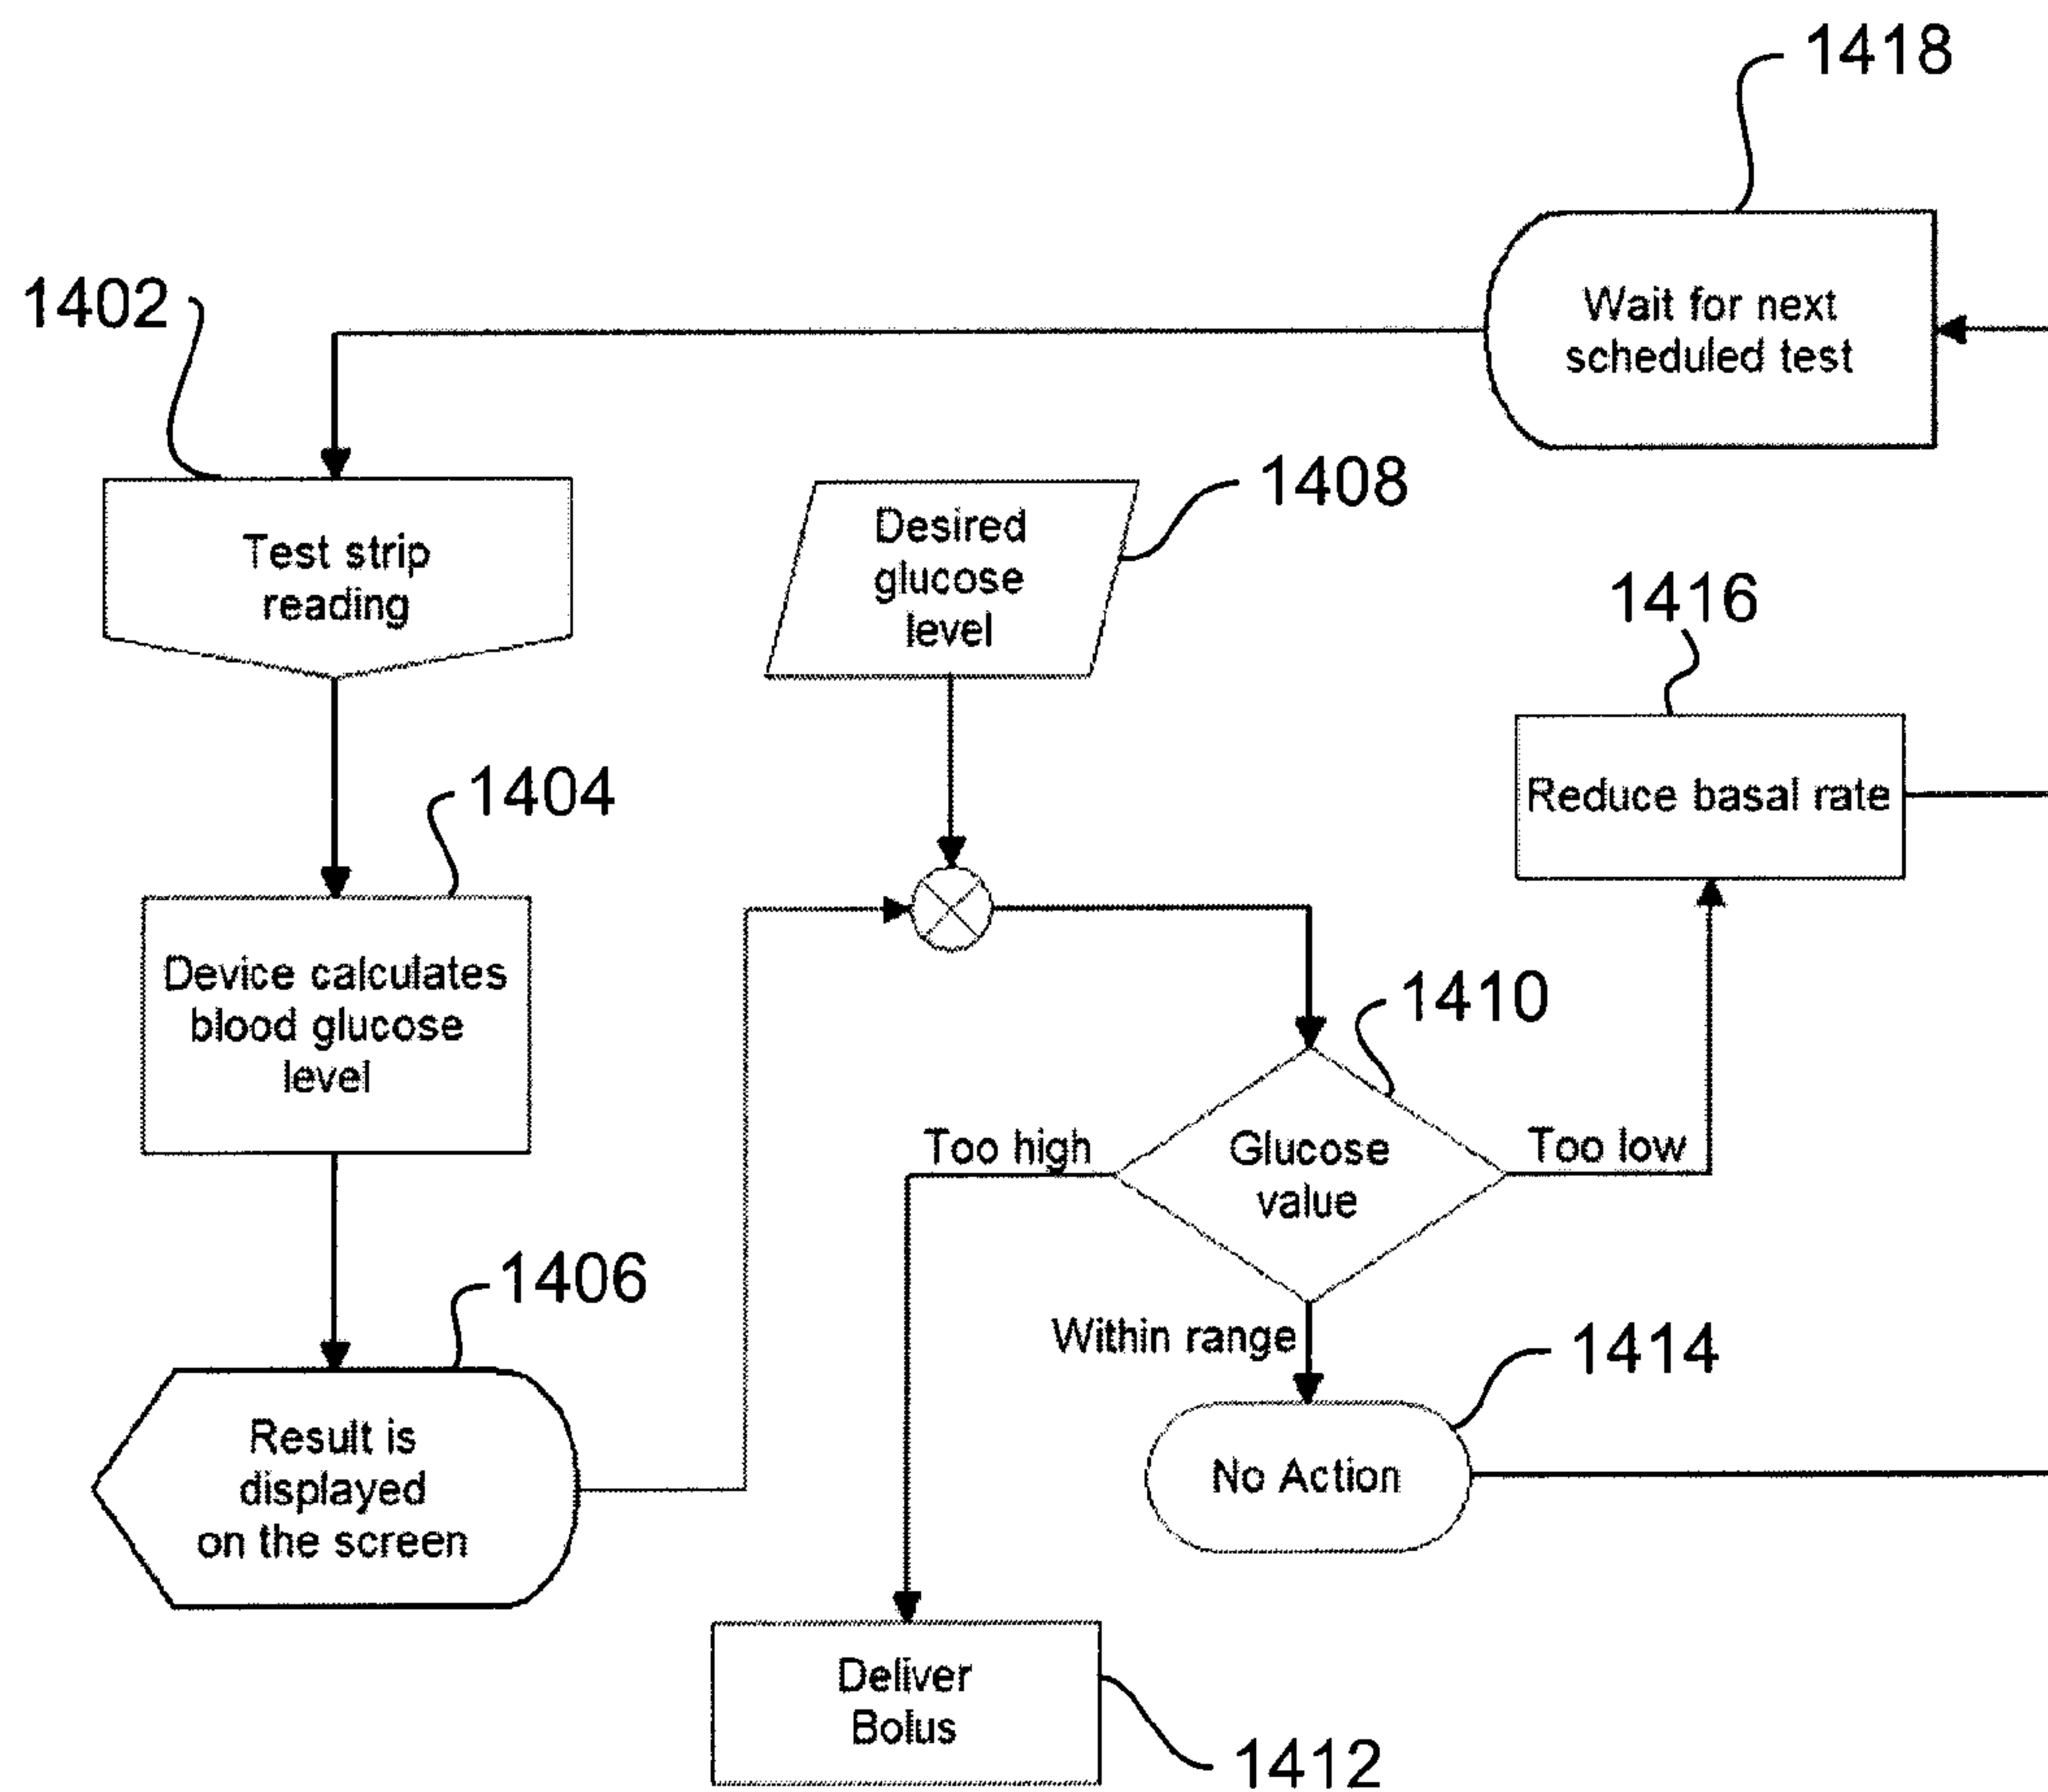 1418
Wait for next
scheduled test
1402
Test strip
reading
1408
Desired
glucose
level
1416
Reduce basal rate
1404
Device calculates
blood glucose
level
1410
Too high
Glucose
value
Too low
1406
Result is
displayed
on the screen
Within range
1414
No Action
Deliver
Bolus
1412